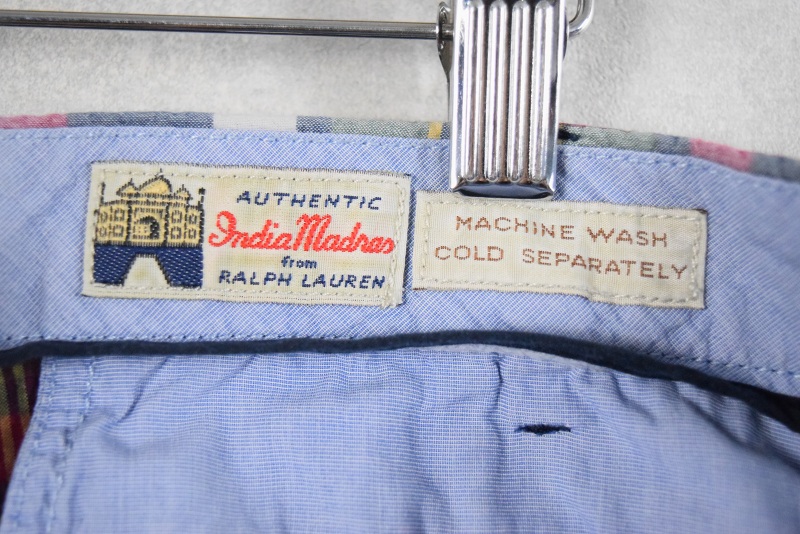 AUTHENTIC
India Madras
from
RALPH LAUREN
MACHINE WASH
COLD SEPARATELY